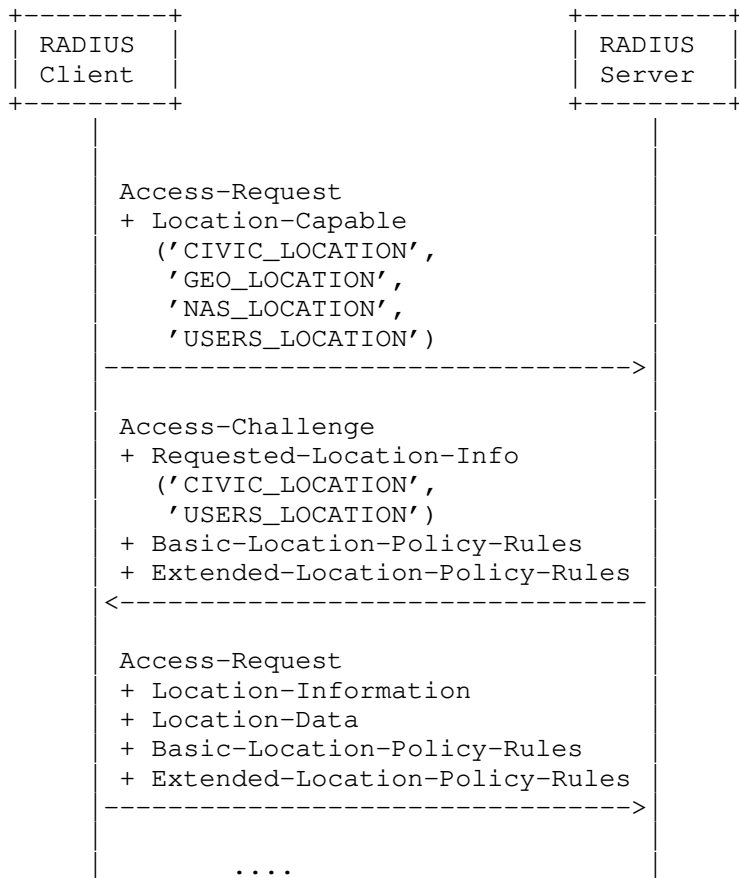 RADIUS RADIUS
Client Server
Access-Request
+ Location-Capable
('CIVIC_LOCATION',
'GEO_LOCATION',
'NAS_LOCATION',
'USERS_LOCATION')
Access-Challenge
+ Requested-Location-Info
('CIVIC_LOCATION',
'USERS_LOCATION')
+ Basic-Location-Policy-Rules
+ Extended-Location-Policy-Rules
Access-Request
+ Location-Information
+ Location-Data
+ Basic-Location-Policy-Rules
+ Extended-Location-Policy-Rules
....